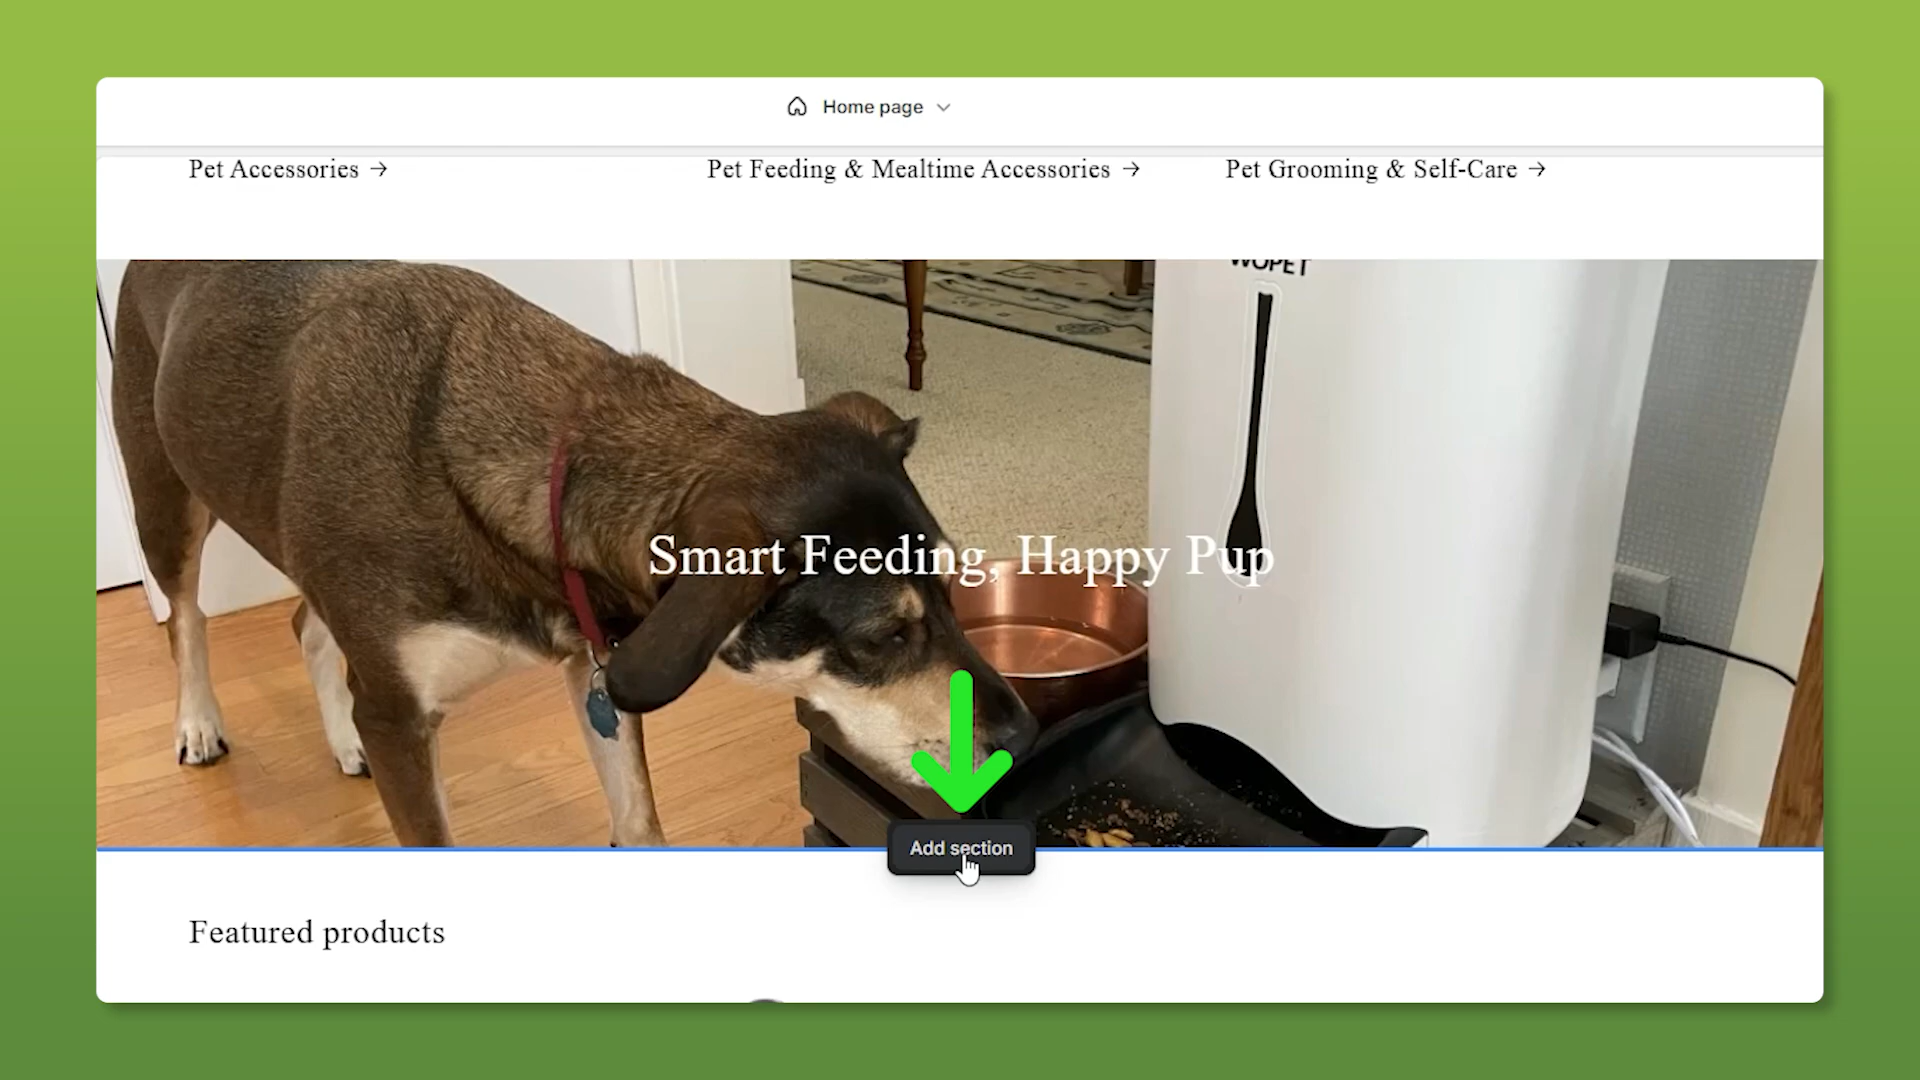 Home page
Pet Accessories →
Pet Feeding & Mealtime Accessories →
Pet Grooming & Self-Care →
WOPET
Smart Feeding, Happy Pup
Add section
Featured products